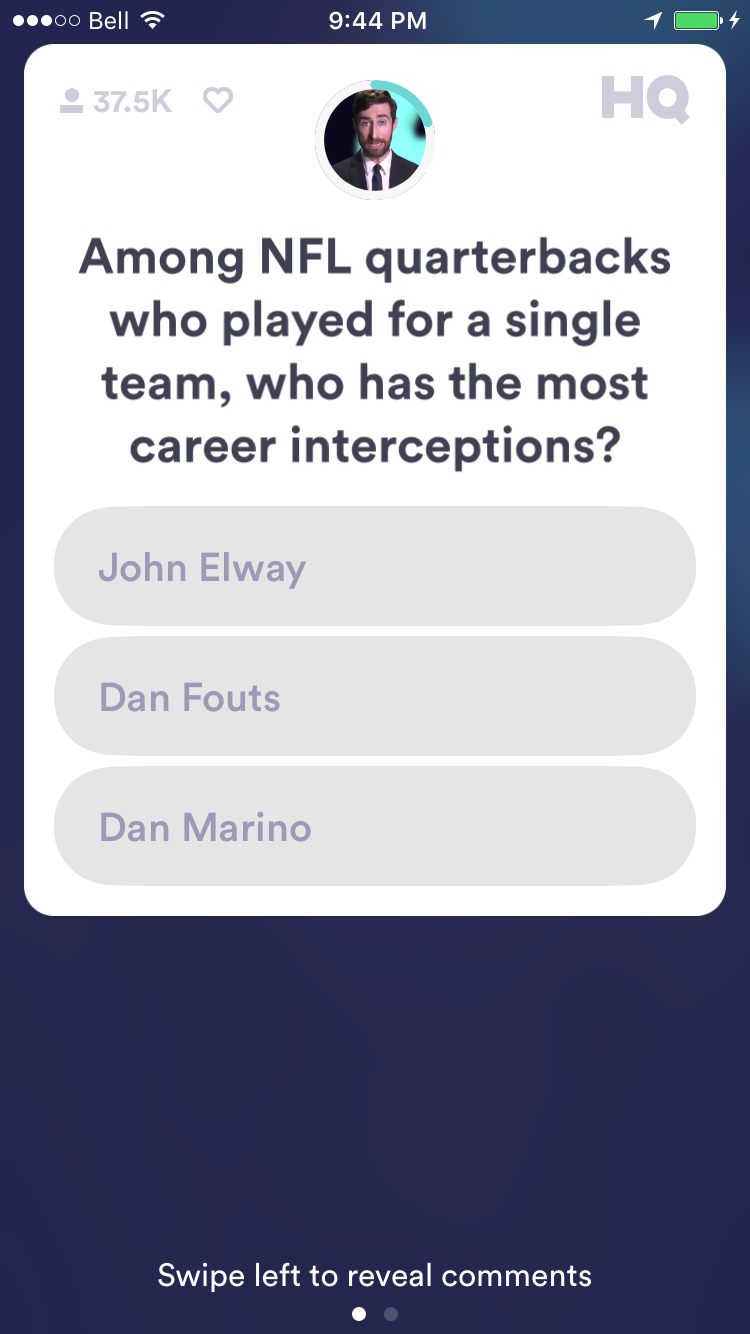 Bell 9:44 PM
37.5K HQ
Among NFL quarterbacks
who played for a single
team, who has the most
career interceptions?
John Elway
Dan Fouts
Dan Marino
Swipe left to reveal comments